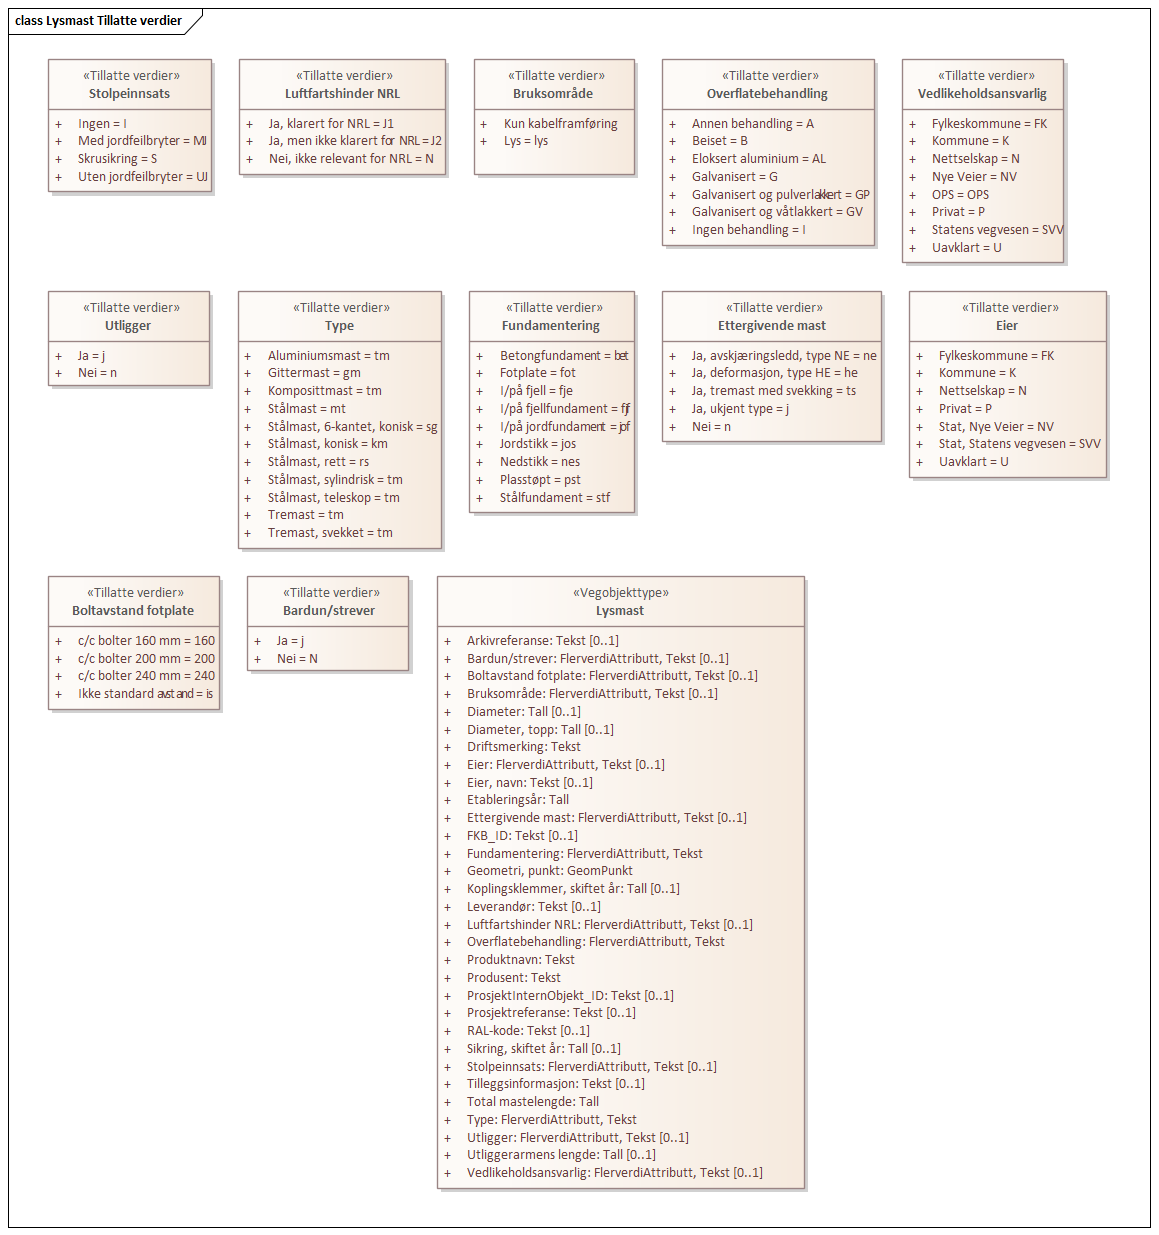 class Lysmast Tillatte verdier
«Tillatte verdier»
Stolpeinnsats
+ Ingen = I
+ Med jordfeilbryter = MJ
+ Skrusikring = S
+ Uten jordfeilbryter = UJ
«Tillatte verdier»
Luftfartshinder NRL
+ Ja, klarert for NRL = J1
+ Ja, men ikke klarert for NRL = J2
+ Nei, ikke relevant for NRL = N
«Tillatte verdier»
Bruksområde
+ Kun kabelframføring
+ Lys = lys
«Tillatte verdier»
Overflatebehandling
+ Annen behandling = A
+ Beiset = B
+ Eloksert aluminium = AL
+ Galvanisert = G
+ Galvanisert og pulverlakkert = GP
+ Galvanisert og våtlakkert = GV
+ Ingen behandling = I
«Tillatte verdier»
Vedlikeholdsansvarlig
+ Fylkeskommune = FK
+ Kommune = K
+ Nettselskap = N
+ Nye Veier = NV
+ OPS = OPS
+ Privat = P
+ Statens vegvesen = SVV
+ Uavklart = U
«Tillatte verdier»
Utligger
+ Ja = j
+ Nei = n
«Tillatte verdier»
Type
+ Aluminiumsmast = tm
+ Gittermast = gm
+ Komposittmast = tm
+ Stålmast = mt
+ Stålmast, 6-kantet, konisk = sg
+ Stålmast, konisk = km
+ Stålmast, rett = rs
+ Stålmast, sylindrisk = tm
+ Stålmast, teleskop = tm
+ Tremast = tm
+ Tremast, svekket = tm
«Tillatte verdier»
Fundamentering
+ Betongfundament = bet
+ Fotplate = fot
+ I/på fjell = fje
+ I/på fjellfundament = fjf
+ I/på jordfundament = jof
+ Jordstikk = jos
+ Nedstikk = nes
+ Plasstøpt = pst
+ Stålfundament = stf
«Tillatte verdier»
Ettergivende mast
+ Ja, avskjæringsledd, type NE = ne
+ Ja, deformasjon, type HE = he
+ Ja, tremast med svekking = ts
+ Ja, ukjent type = j
+ Nei = n
«Tillatte verdier»
Eier
+ Fylkeskommune = FK
+ Kommune = K
+ Nettselskap = N
+ Privat = P
+ Stat, Nye Veier = NV
+ Stat, Statens vegvesen = SVV
+ Uavklart = U
«Tillatte verdier»
Boltavstand fotplate
+ c/c bolter 160 mm = 160
+ c/c bolter 200 mm = 200
+ c/c bolter 240 mm = 240
+ Ikke standard avstand = is
«Tillatte verdier»
Bardun/strever
+ Ja = j
+ Nei = N
«Vegobjekttype»
Lysmast
+ Arkivreferanse: Tekst [0..1]
+ Bardun/strever: FlerverdiAttributt, Tekst [0..1]
+ Boltavstand fotplate: FlerverdiAttributt, Tekst [0..1]
+ Bruksområde: FlerverdiAttributt, Tekst [0..1]
+ Diameter: Tall [0..1]
+ Diameter, topp: Tall [0..1]
+ Driftsmerking: Tekst
+ Eier: FlerverdiAttributt, Tekst [0..1]
+ Eier, navn: Tekst [0..1]
+ Etableringsår: Tall
+ Ettergivende mast: FlerverdiAttributt, Tekst [0..1]
+ FKB_ID: Tekst [0..1]
+ Fundamentering: FlerverdiAttributt, Tekst
+ Geometri, punkt: GeomPunkt
+ Koplingsklemmer, skiftet år: Tall [0..1]
+ Leverandør: Tekst [0..1]
+ Luftfartshinder NRL: FlerverdiAttributt, Tekst [0..1]
+ Overflatebehandling: FlerverdiAttributt, Tekst
+ Produktnavn: Tekst
+ Produsent: Tekst
+ ProsjektInternObjekt_ID: Tekst [0..1]
+ Prosjektreferanse: Tekst [0..1]
+ RAL-kode: Tekst [0..1]
+ Sikring, skiftet år: Tall [0..1]
+ Stolpeinnsats: FlerverdiAttributt, Tekst [0..1]
+ Tilleggsinformasjon: Tekst [0..1]
+ Total mastelengde: Tall
+ Type: FlerverdiAttributt, Tekst
+ Utligger: FlerverdiAttributt, Tekst [0..1]
+ Utliggerarmens lengde: Tall [0..1]
+ Vedlikeholdsansvarlig: FlerverdiAttributt, Tekst [0..1]